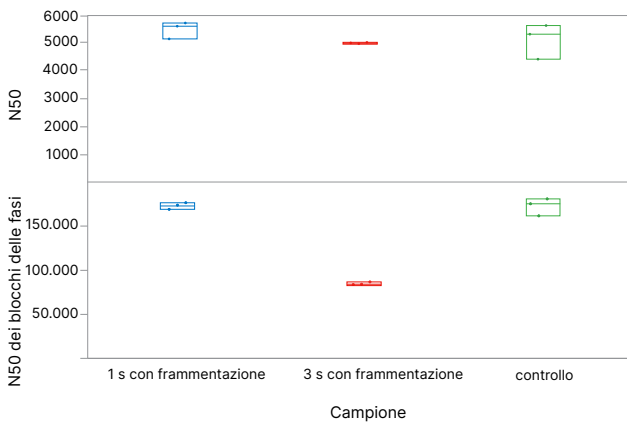 N50
6000
5000
4000
3000
2000
1000
N50 dei blocchi delle fasi
150.000
100.000
50.000
1 s con frammentazione
3 s con frammentazione
controllo
Campione